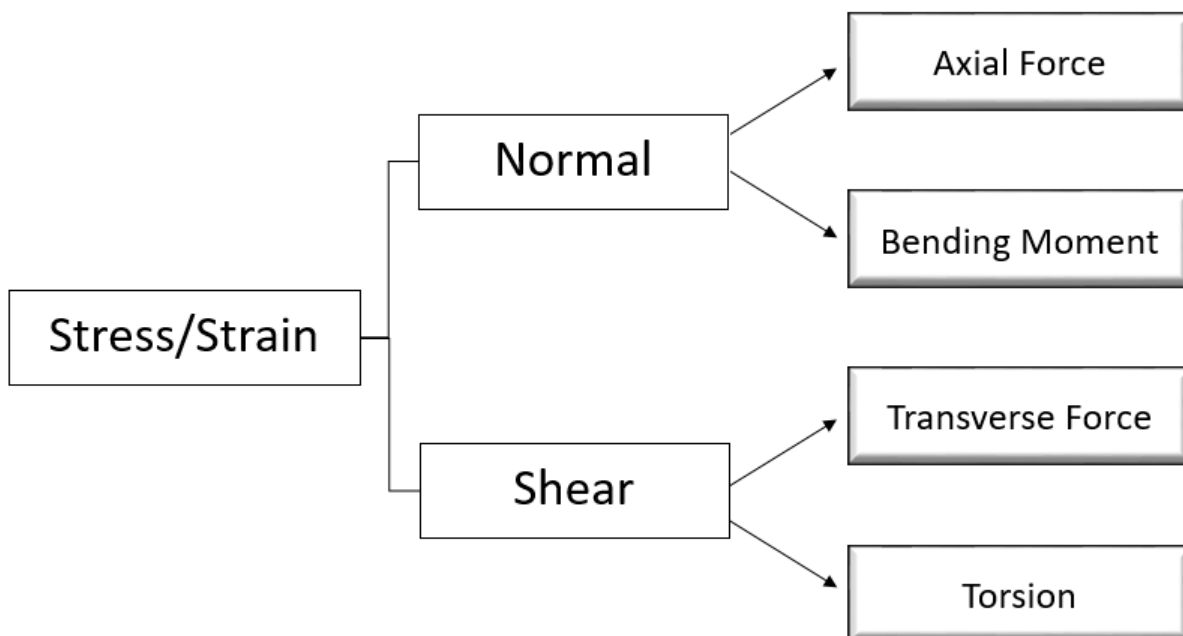 Stress/Strain
Normal
Axial Force
Bending Moment
Shear
Transverse Force
Torsion